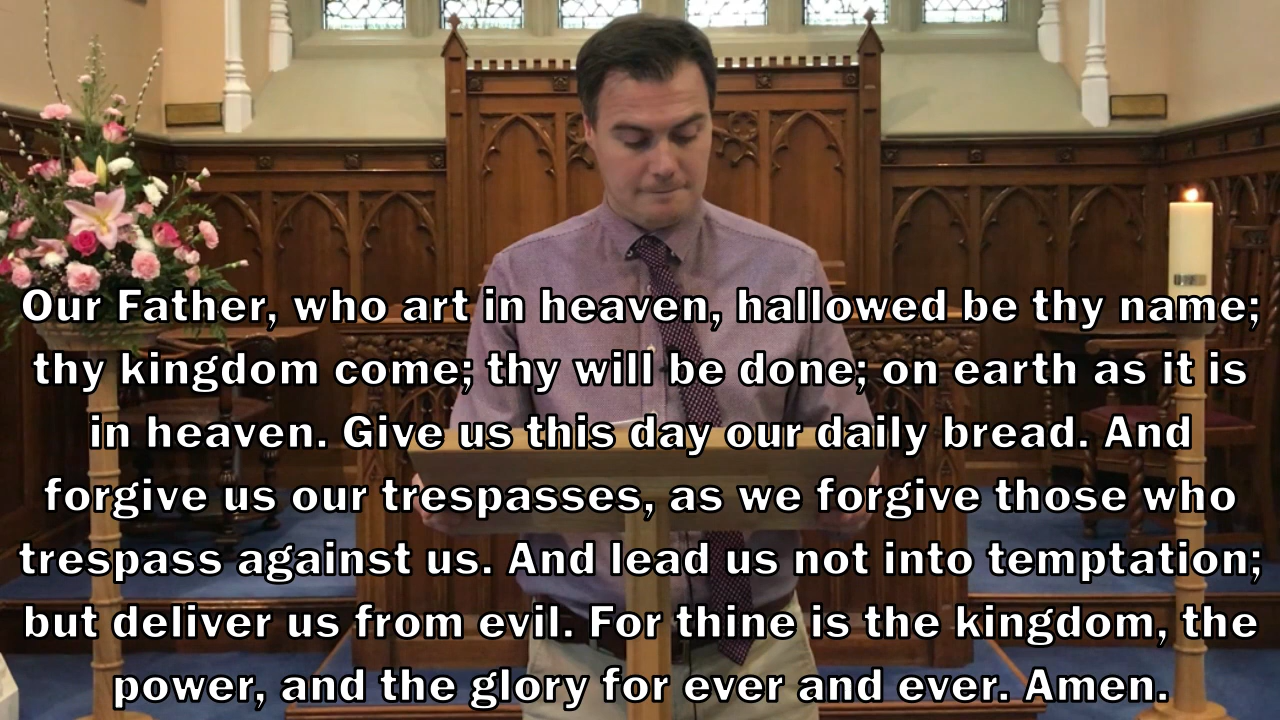 Our Father, who art in heaven, hallowed be thy name;
thy kingdom come; thy will be done; on earth as it is
in heaven. Give us this day our daily bread. And
forgive us our trespasses, as we forgive those who
trespass against us. And lead us not into temptation;
but deliver us from evil. For thine is the kingdom, the
power, and the glory for ever and ever. Amen.